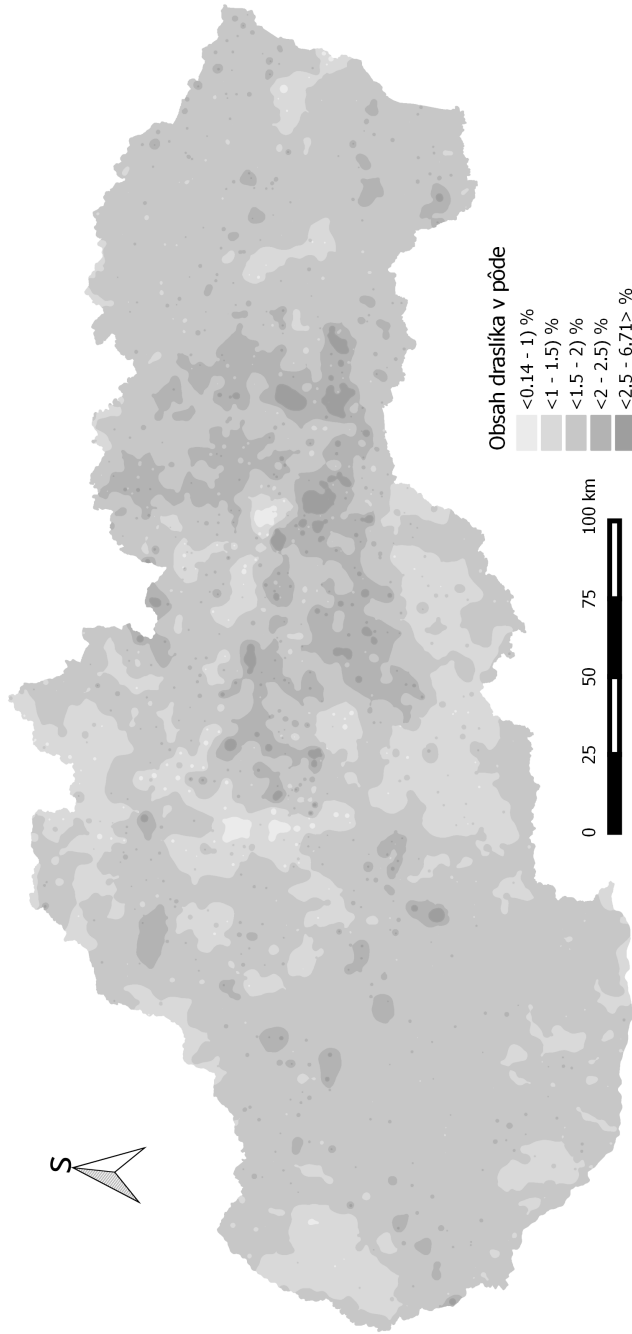 S
Obsah draslíka v pôde
<0.14 - 1) %
<1 - 1.5) %
<1.5 - 2) %
<2 - 2.5) %
<2.5 - 6.71> %
0 25 50 75 100 km